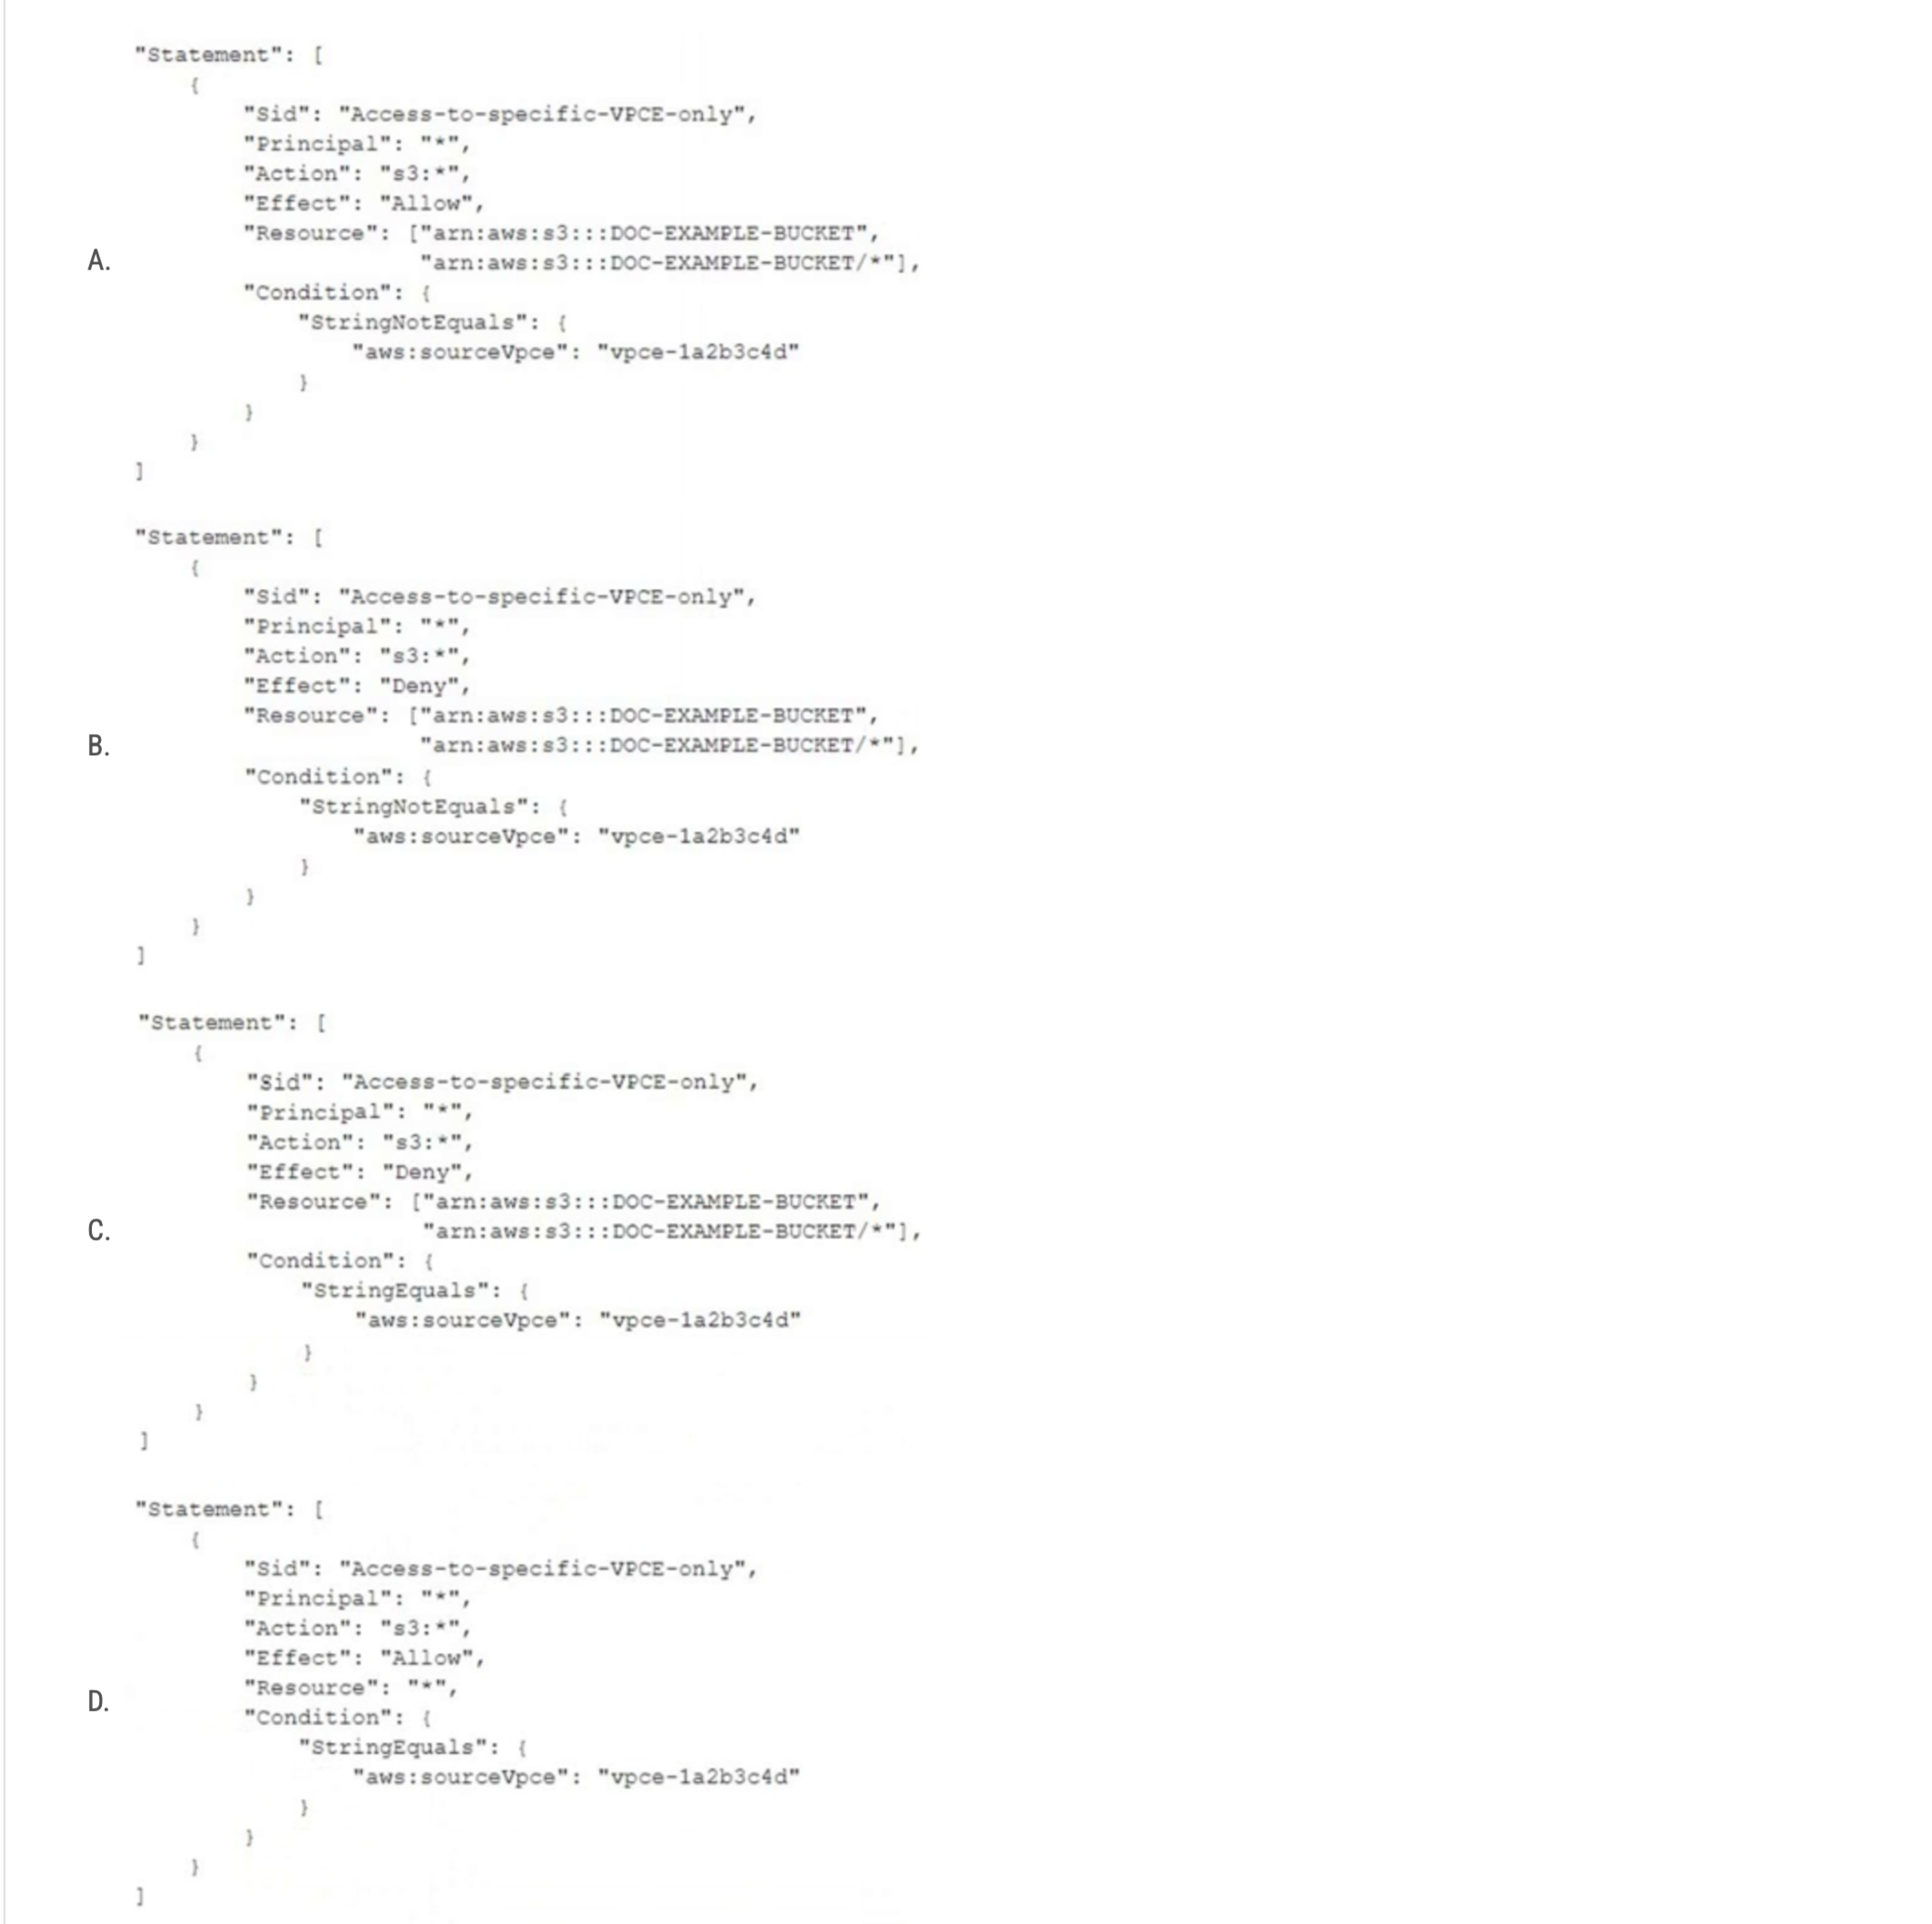 "Statement": [
{
"Sid": "Access-to-specific-VPCE-only",
"Principal": "*",
"Action": "s3:*",
"Effect": "Allow",
"Resource": ["arn:aws:s3:::DOC-EXAMPLE-BUCKET",
A.
"arn:aws:s3:::DOC-EXAMPLE-BUCKET/*"],
"Condition": {
"StringNotEquals": {
"aws:sourceVpce": "vpce-1a2b3c4d"
}
}
}
]
"Statement": [
{
"Sid": "Access-to-specific-VPCE-only",
"Principal": "*",
"Action": "s3:*",
"Effect": "Deny",
"Resource": ["arn:aws:s3:::DOC-EXAMPLE-BUCKET",
B.
"arn:aws:s3:::DOC-EXAMPLE-BUCKET/*"],
"Condition": {
"StringNotEquals": {
"aws:sourceVpce": "vpce-1a2b3c4d"
}
}
}
]
"Statement": [
{
"Sid": "Access-to-specific-VPCE-only",
"Principal": "*",
"Action": "s3:*",
"Effect": "Deny",
"Resource": ["arn:aws:s3:::DOC-EXAMPLE-BUCKET",
C.
"arn:aws:s3:::DOC-EXAMPLE-BUCKET/*"],
"Condition": {
"StringEquals": {
"aws:sourceVpce": "vpce-1a2b3c4d"
}
}
}
]
"Statement": [
{
"Sid": "Access-to-specific-VPCE-only",
"Principal": "*",
"Action": "s3:*",
"Effect": "Allow",
"Resource": "*",
D.
"Condition": {
"StringEquals": {
"aws:sourceVpce": "vpce-1a2b3c4d"
}
}
}
]